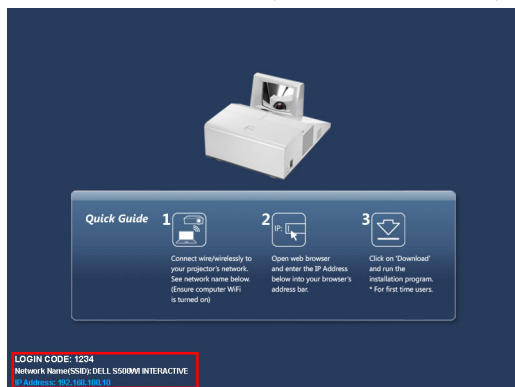 Quick Guide
1
Connect wire/wirelessly to
your projector's network.
See network name below.
(Ensure computer WiFi
is turned on)
2
IP:
Open web browser
and enter the IP Address
below into your browser's
address bar.
3
Click on 'Download'
and run the
installation program.
* For first time users.
LOGIN CODE: 1234
Network Name(SSID): DELL S500WI INTERACTIVE
IP Address: 192.168.100.10